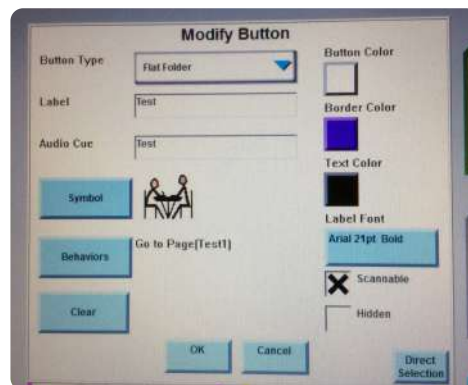 Modify Button
Button Type
Flat Folder
Label
Test
Audio Cue
Test
Symbol
Behaviors
Go to Page(Test1)
Clear
Button Color
Border Color
Text Color
Label Font
Arial 21pt Bold
Scannable
Hidden
OK
Cancel
Direct
Selection